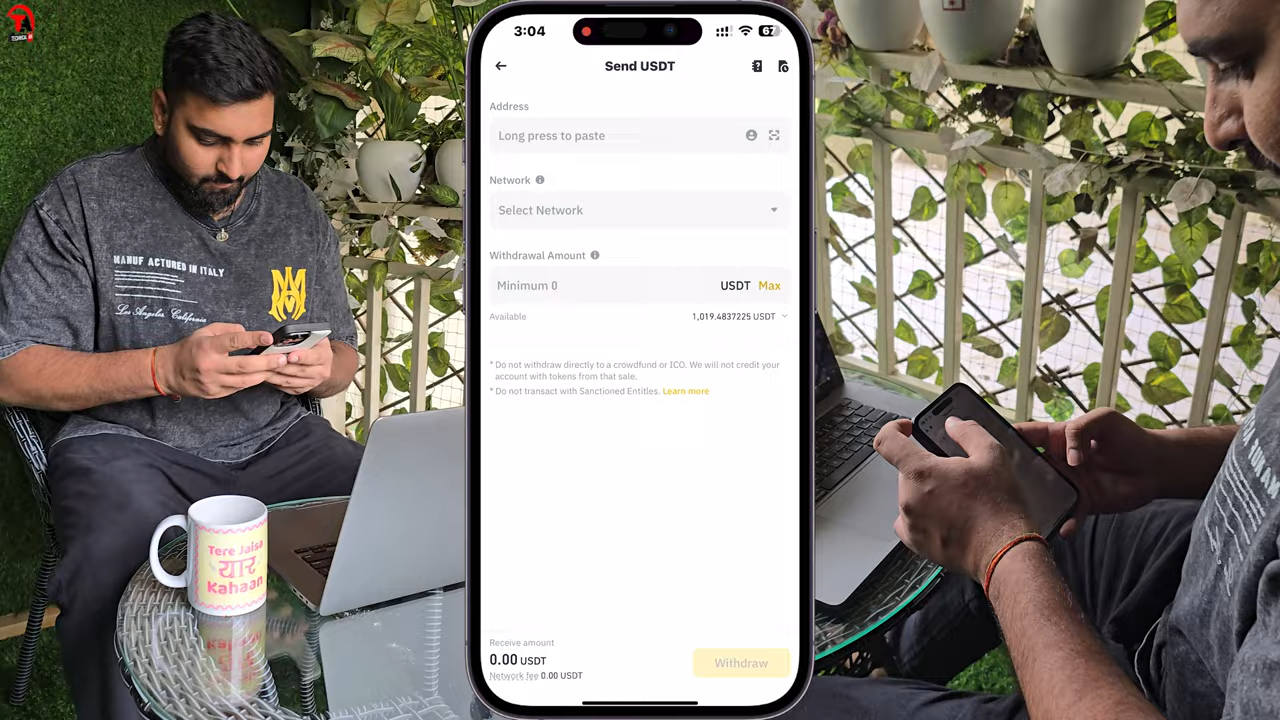 TECHICA
3:04
67
Send USDT
Address
Long press to paste
Network
Select Network
Withdrawal Amount
Minimum 0
USDT Max
Available
1,019.4837225 USDT
* Do not withdraw directly to a crowdfund or ICO. We will not credit your
account with tokens from that sale.
* Do not transact with Sanctioned Entitles. Learn more
Receive amount
0.00 USDT
Network fee 0.00 USDT
Withdraw
MANUF ACTURED IN ITALY
Los Angeles California
Tere Jaisa
यार
Kahaan